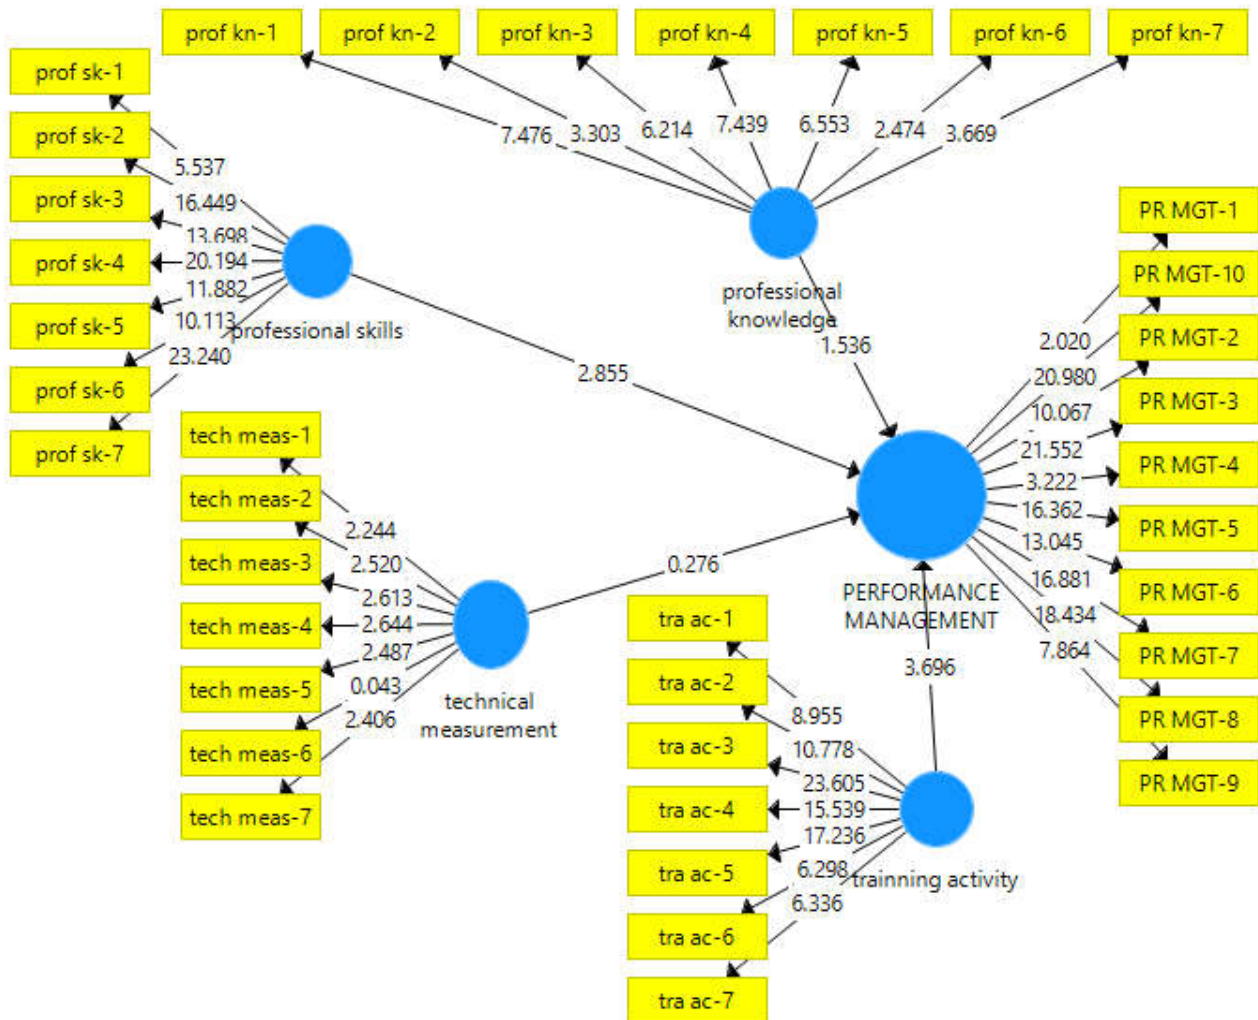 prof kn-1
prof kn-2
prof kn-3
prof kn-4
prof kn-5
prof kn-6
prof kn-7
7.476
3.303
6.214
7.439
6.553
2.474
3.669
professional
knowledge
1.536
prof sk-1
prof sk-2
prof sk-3
prof sk-4
prof sk-5
prof sk-6
prof sk-7
5.537
16.449
13.698
20.194
11.882
10.113
23.240
professional skills
2.855
PR MGT-1
PR MGT-10
PR MGT-2
PR MGT-3
PR MGT-4
PR MGT-5
PR MGT-6
PR MGT-7
PR MGT-8
PR MGT-9
2.020
20.980
10.067
21.552
3.222
16.362
13.045
16.881
18.434
7.864
PERFORMANCE
MANAGEMENT
tech meas-1
tech meas-2
tech meas-3
tech meas-4
tech meas-5
tech meas-6
tech meas-7
2.244
2.520
2.613
2.644
2.487
0.043
2.406
technical
measurement
0.276
tra ac-1
tra ac-2
tra ac-3
tra ac-4
tra ac-5
tra ac-6
tra ac-7
8.955
10.778
23.605
15.539
17.236
6.298
6.336
trainning activity
3.696